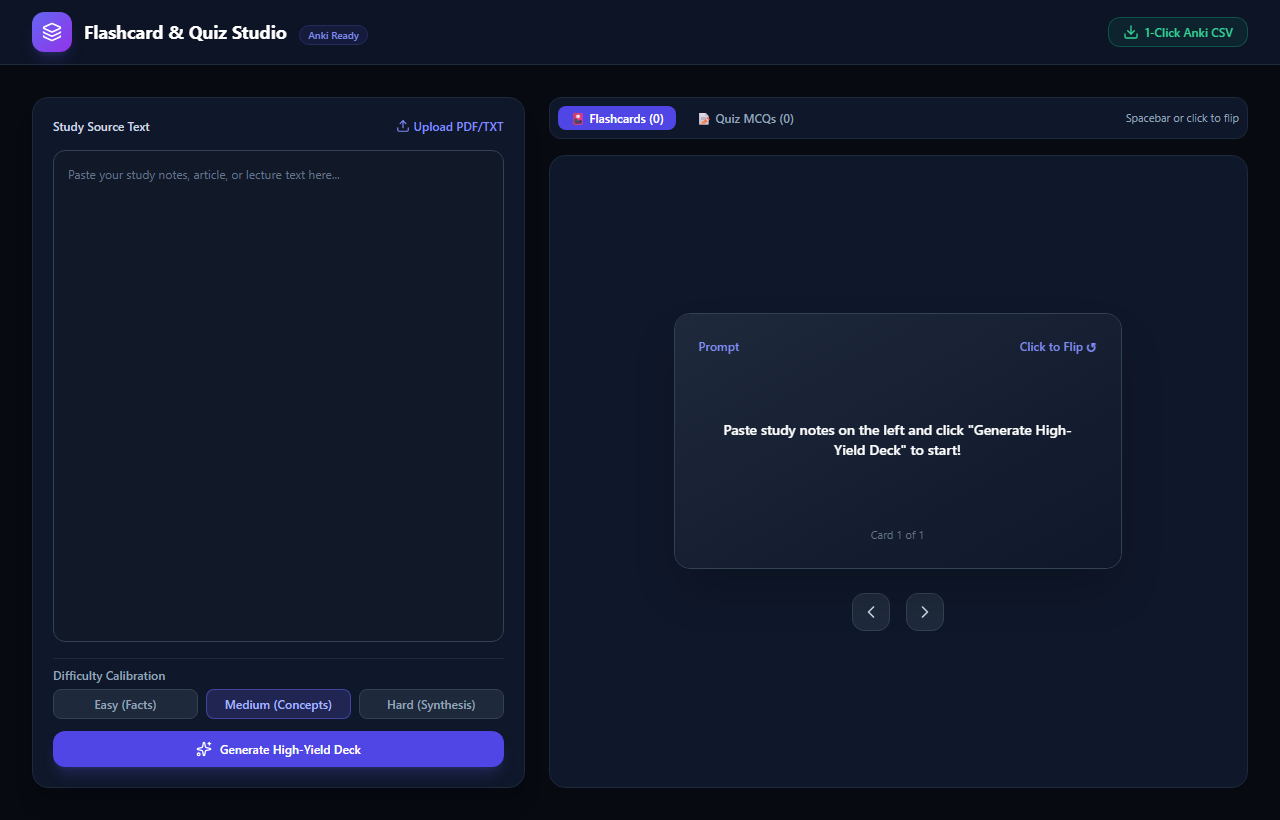 Flashcard & Quiz Studio
Anki Ready
1-Click Anki CSV
Study Source Text
Upload PDF/TXT
Paste your study notes, article, or lecture text here...
Difficulty Calibration
Easy (Facts)
Medium (Concepts)
Hard (Synthesis)
Generate High-Yield Deck
Flashcards (0)
Quiz MCQs (0)
Spacebar or click to flip
Prompt
Click to Flip ↺
Paste study notes on the left and click "Generate High-
Yield Deck" to start!
Card 1 of 1